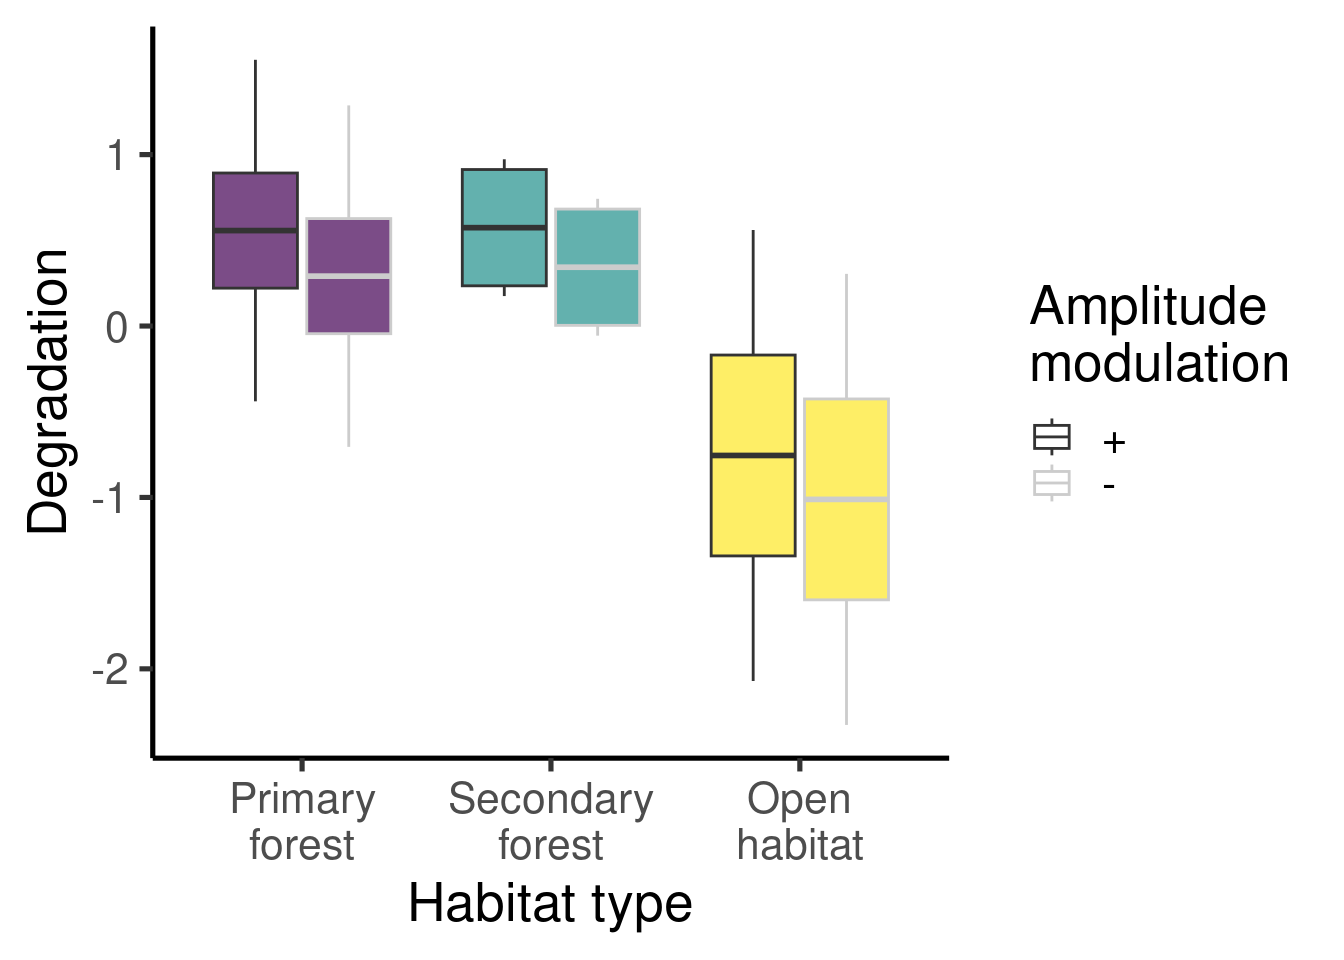 Degradation
1
0
-1
-2
Primary
forest
Secondary
forest
Open
habitat
Habitat type
Amplitude
modulation
+
-